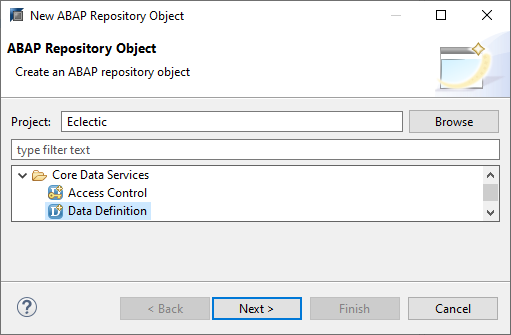 New ABAP Repository Object
ABAP Repository Object
Create an ABAP repository object
Project: Eclectic Browse
type filter text
Core Data Services
Access Control
Data Definition
< Back Next > Finish Cancel